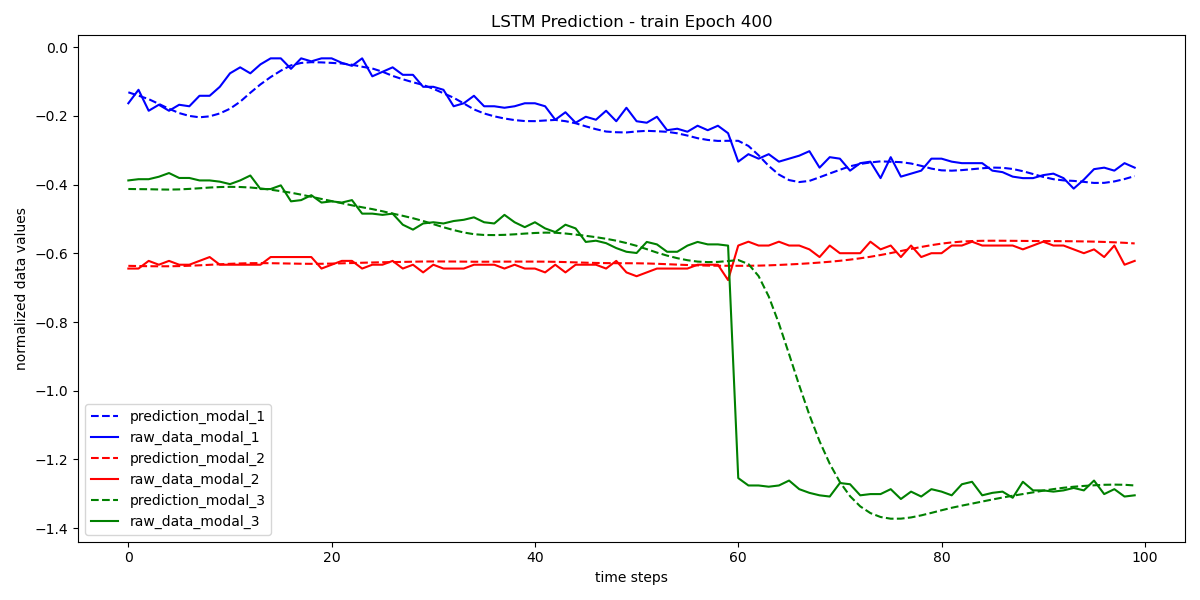 LSTM Prediction - train Epoch 400
normalized data values
0.0
−0.2
−0.4
−0.6
−0.8
−1.0
−1.2
−1.4
prediction_modal_1
raw_data_modal_1
prediction_modal_2
raw_data_modal_2
prediction_modal_3
raw_data_modal_3
0 20 40 60 80 100
time steps